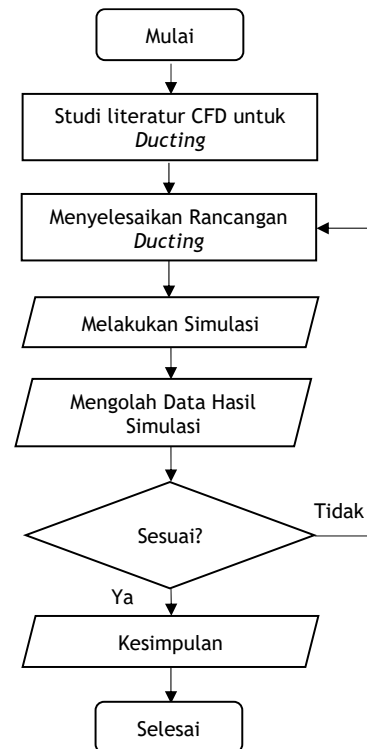 Mulai
Studi literatur CFD untuk
Ducting
Menyelesaikan Rancangan
Ducting
Melakukan Simulasi
Mengolah Data Hasil
Simulasi
Sesuai?
Tidak
Ya
Kesimpulan
Selesai